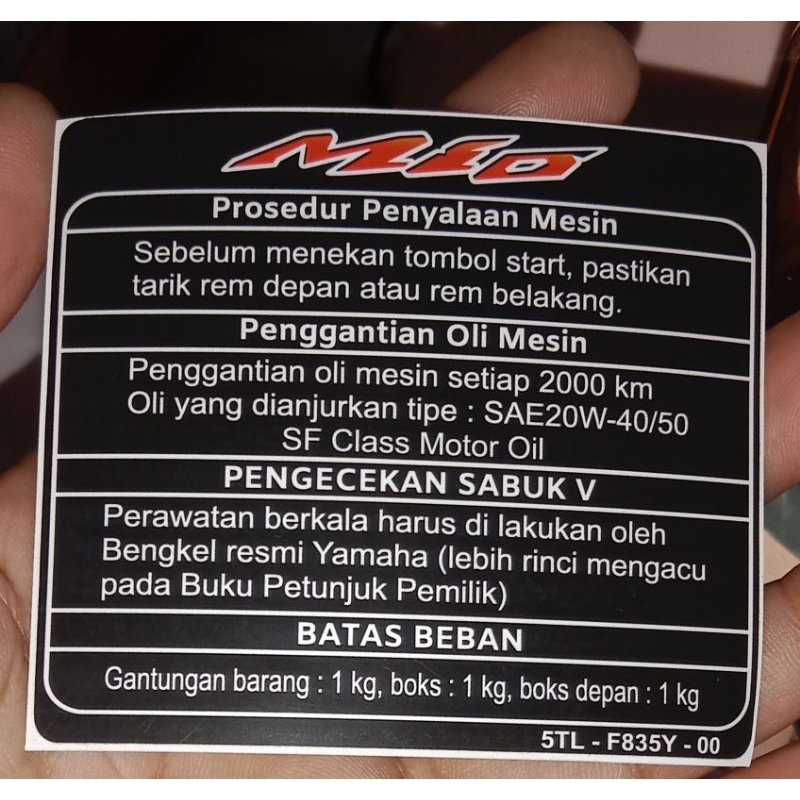 Mio
Prosedur Penyalaan Mesin
Sebelum menekan tombol start, pastikan
tarik rem depan atau rem belakang.
Penggantian Oli Mesin
Penggantian oli mesin setiap 2000 km
Oli yang dianjurkan tipe : SAE20W-40/50
SF Class Motor Oil
PENGECEKAN SABUK V
Perawatan berkala harus di lakukan oleh
Bengkel resmi Yamaha (lebih rinci mengacu
pada Buku Petunjuk Pemilik)
BATAS BEBAN
Gantungan barang : 1 kg, boks : 1 kg, boks depan : 1 kg
5TL - F835Y - 00